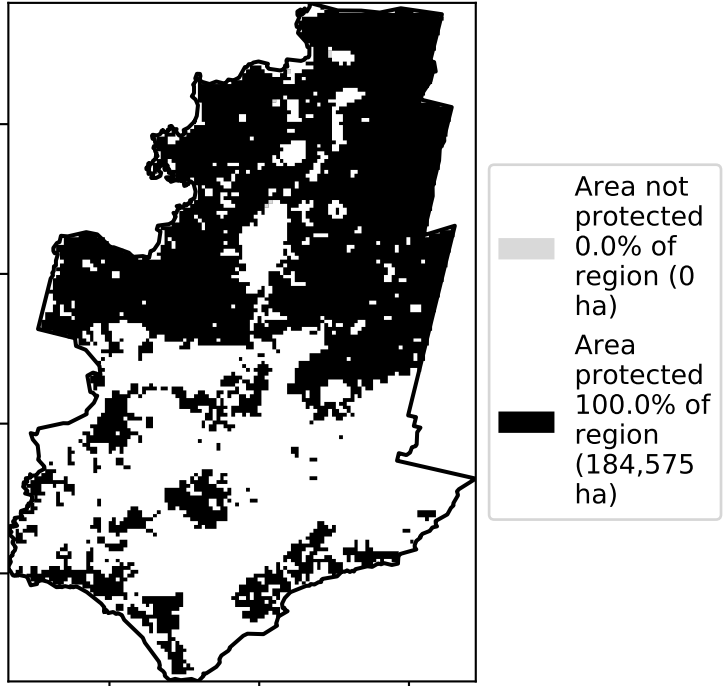 Area not
protected
0.0% of
region (0
ha)
Area
protected
100.0% of
region
(184,575
ha)